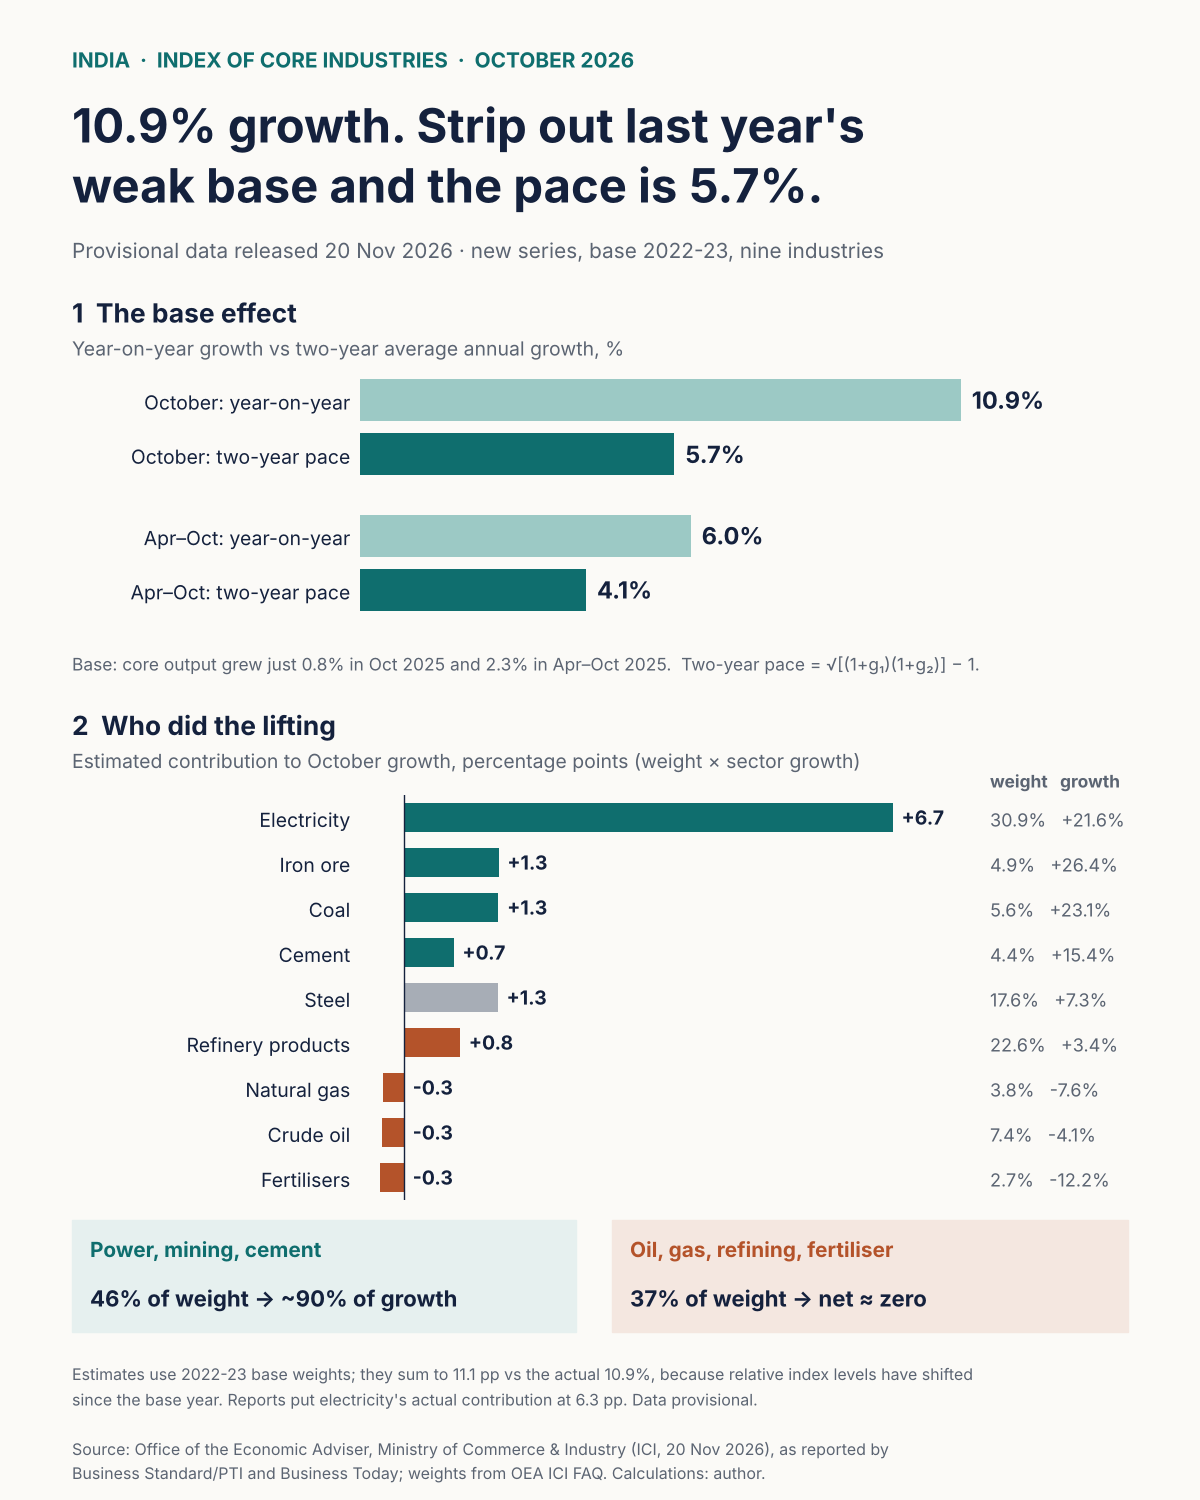 INDIA · INDEX OF CORE INDUSTRIES · OCTOBER 2026
10.9% growth. Strip out last year's
weak base and the pace is 5.7%.
Provisional data released 20 Nov 2026 · new series, base 2022-23, nine industries
1 The base effect
Year-on-year growth vs two-year average annual growth, %
October: year-on-year 10.9%
October: two-year pace 5.7%
Apr–Oct: year-on-year 6.0%
Apr–Oct: two-year pace 4.1%
Base: core output grew just 0.8% in Oct 2025 and 2.3% in Apr–Oct 2025. Two-year pace = √[(1+g₁)(1+g₂)] − 1.
2 Who did the lifting
Estimated contribution to October growth, percentage points (weight × sector growth)
weight growth
Electricity +6.7 30.9% +21.6%
Iron ore +1.3 4.9% +26.4%
Coal +1.3 5.6% +23.1%
Cement +0.7 4.4% +15.4%
Steel +1.3 17.6% +7.3%
Refinery products +0.8 22.6% +3.4%
Natural gas -0.3 3.8% -7.6%
Crude oil -0.3 7.4% -4.1%
Fertilisers -0.3 2.7% -12.2%
Power, mining, cement
46% of weight → ~90% of growth
Oil, gas, refining, fertiliser
37% of weight → net ≈ zero
Estimates use 2022-23 base weights; they sum to 11.1 pp vs the actual 10.9%, because relative index levels have shifted
since the base year. Reports put electricity's actual contribution at 6.3 pp. Data provisional.
Source: Office of the Economic Adviser, Ministry of Commerce & Industry (ICI, 20 Nov 2026), as reported by
Business Standard/PTI and Business Today; weights from OEA ICI FAQ. Calculations: author.